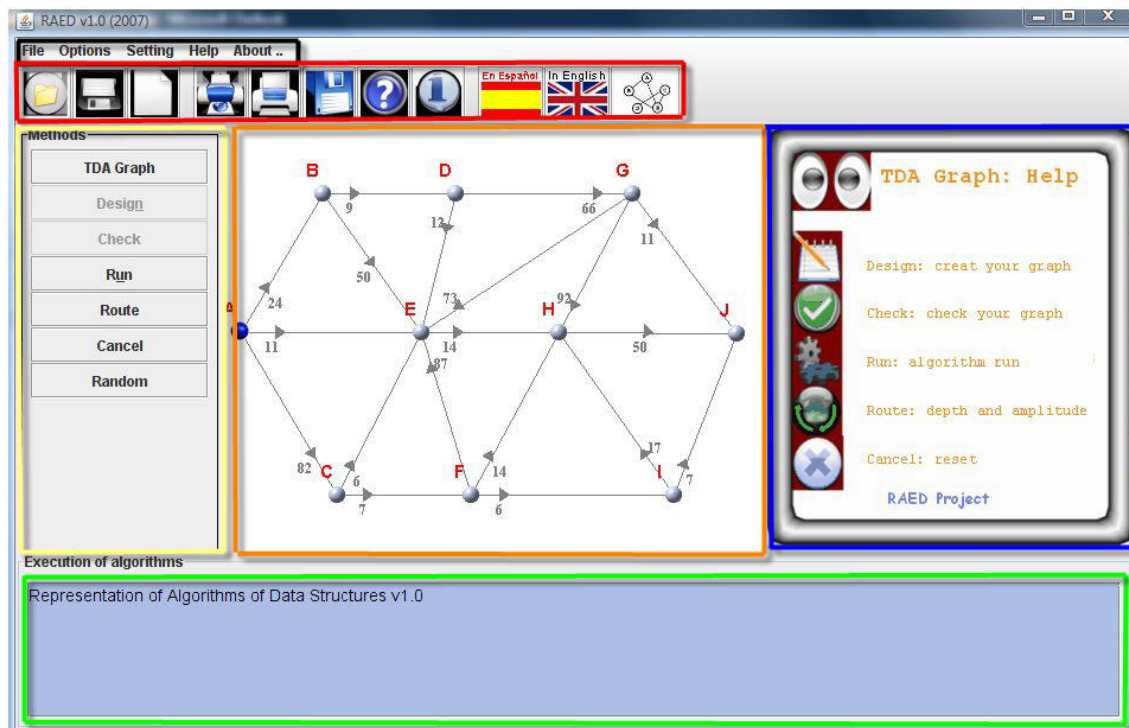 RAED v1.0 (2007)
File Options Setting Help About ..
En Español In English
Methods
TDA Graph
Design
Check
Run
Route
Cancel
Random
B D G
9 66
12 11
50
24 73 92
A E H J
11 14 50
87
82 17
C F I
6 14 7
7 6
TDA Graph: Help
Design: creat your graph
Check: check your graph
Run: algorithm run
Route: depth and amplitude
Cancel: reset
RAED Project
Execution of algorithms
Representation of Algorithms of Data Structures v1.0